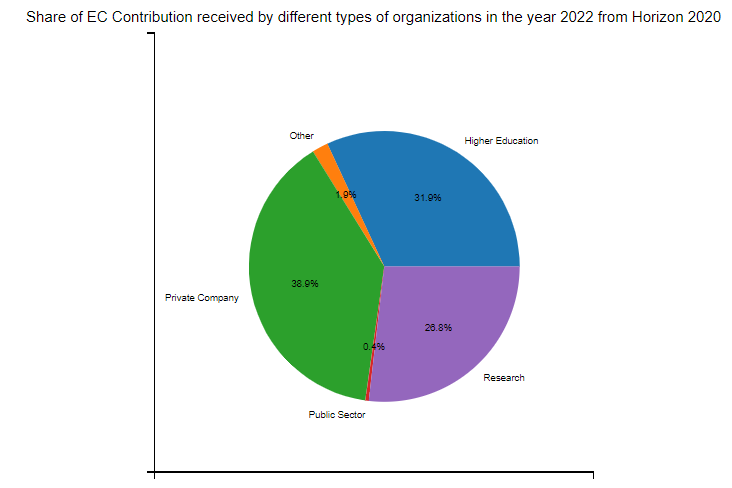 Share of EC Contribution received by different types of organizations in the year 2022 from Horizon 2020
Other
Higher Education
1.9%
31.9%
38.9%
Private Company
26.8%
0.4%
Research
Public Sector